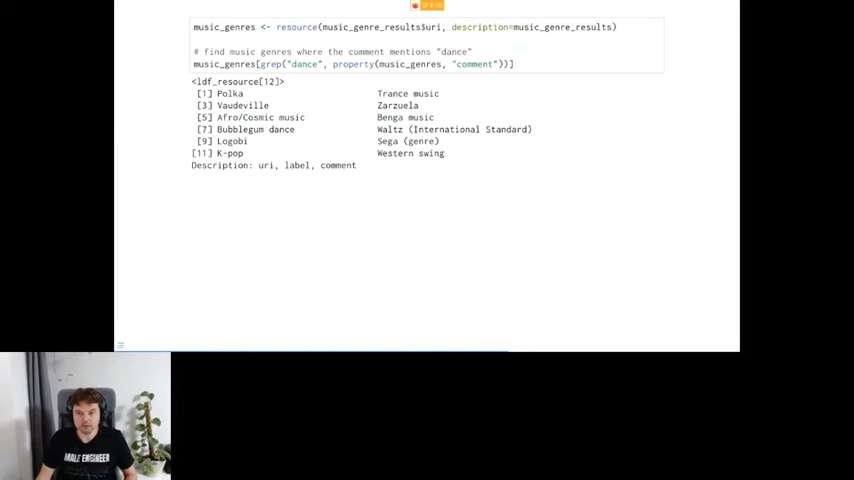 music_genres <- resource(music_genre_results$uri, description=music_genre_results)
# find music genres where the comment mentions "dance"
music_genres[grep("dance", property(music_genres, "comment"))]
<ldf_resource[12]>
[1] Polka Trance music
[3] Vaudeville Zarzuela
[5] Afro/Cosmic music Benga music
[7] Bubblegum dance Waltz (International Standard)
[9] Logobi Sega (genre)
[11] K-pop Western swing
Description: uri, label, comment
MOLE ENGINEER